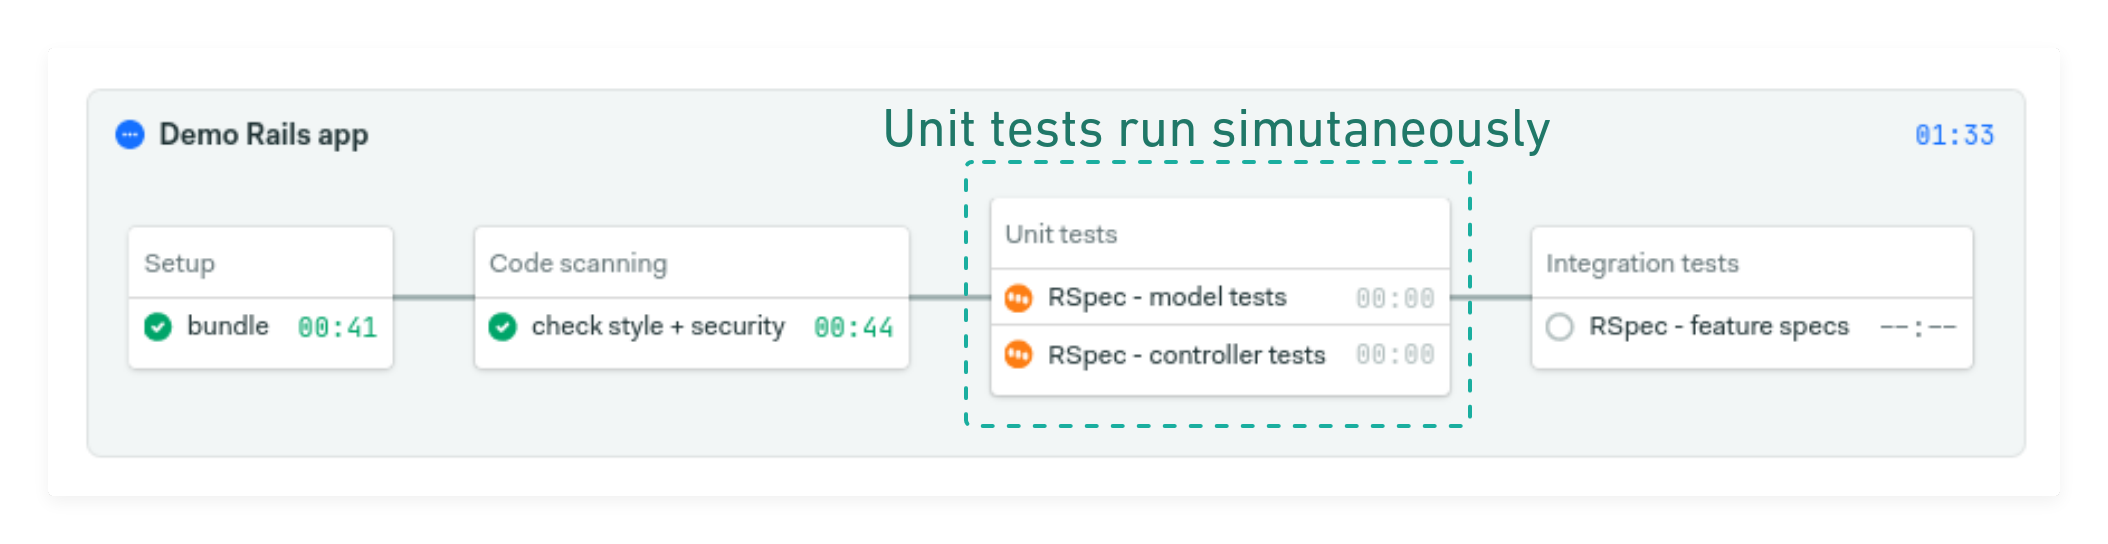 Unit tests run simutaneously
Demo Rails app
01:33
Setup
bundle 00:41
Code scanning
check style + security 00:44
Unit tests
RSpec - model tests 00:00
RSpec - controller tests 00:00
Integration tests
RSpec - feature specs --:--